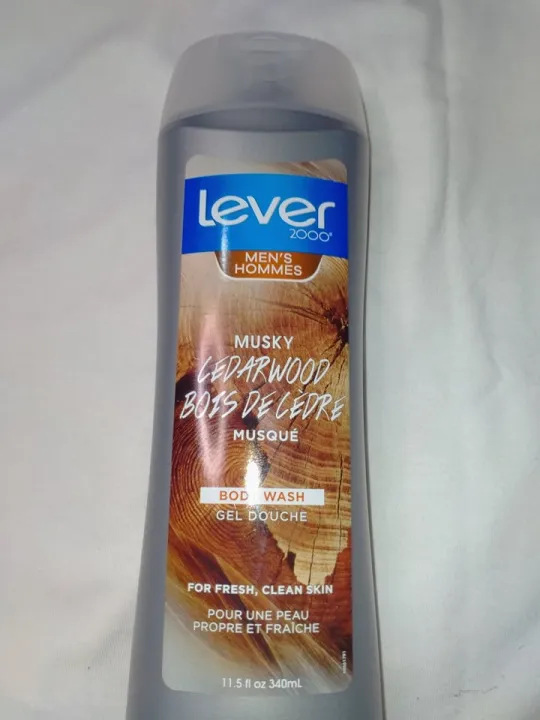 Lever
2000®
MEN'S
HOMMES
MUSKY
CEDARWOOD
BOIS DE CÈDRE
MUSQUÉ
BODY WASH
GEL DOUCHE
FOR FRESH, CLEAN SKIN
POUR UNE PEAU
PROPRE ET FRAÎCHE
11.5 fl oz 340mL